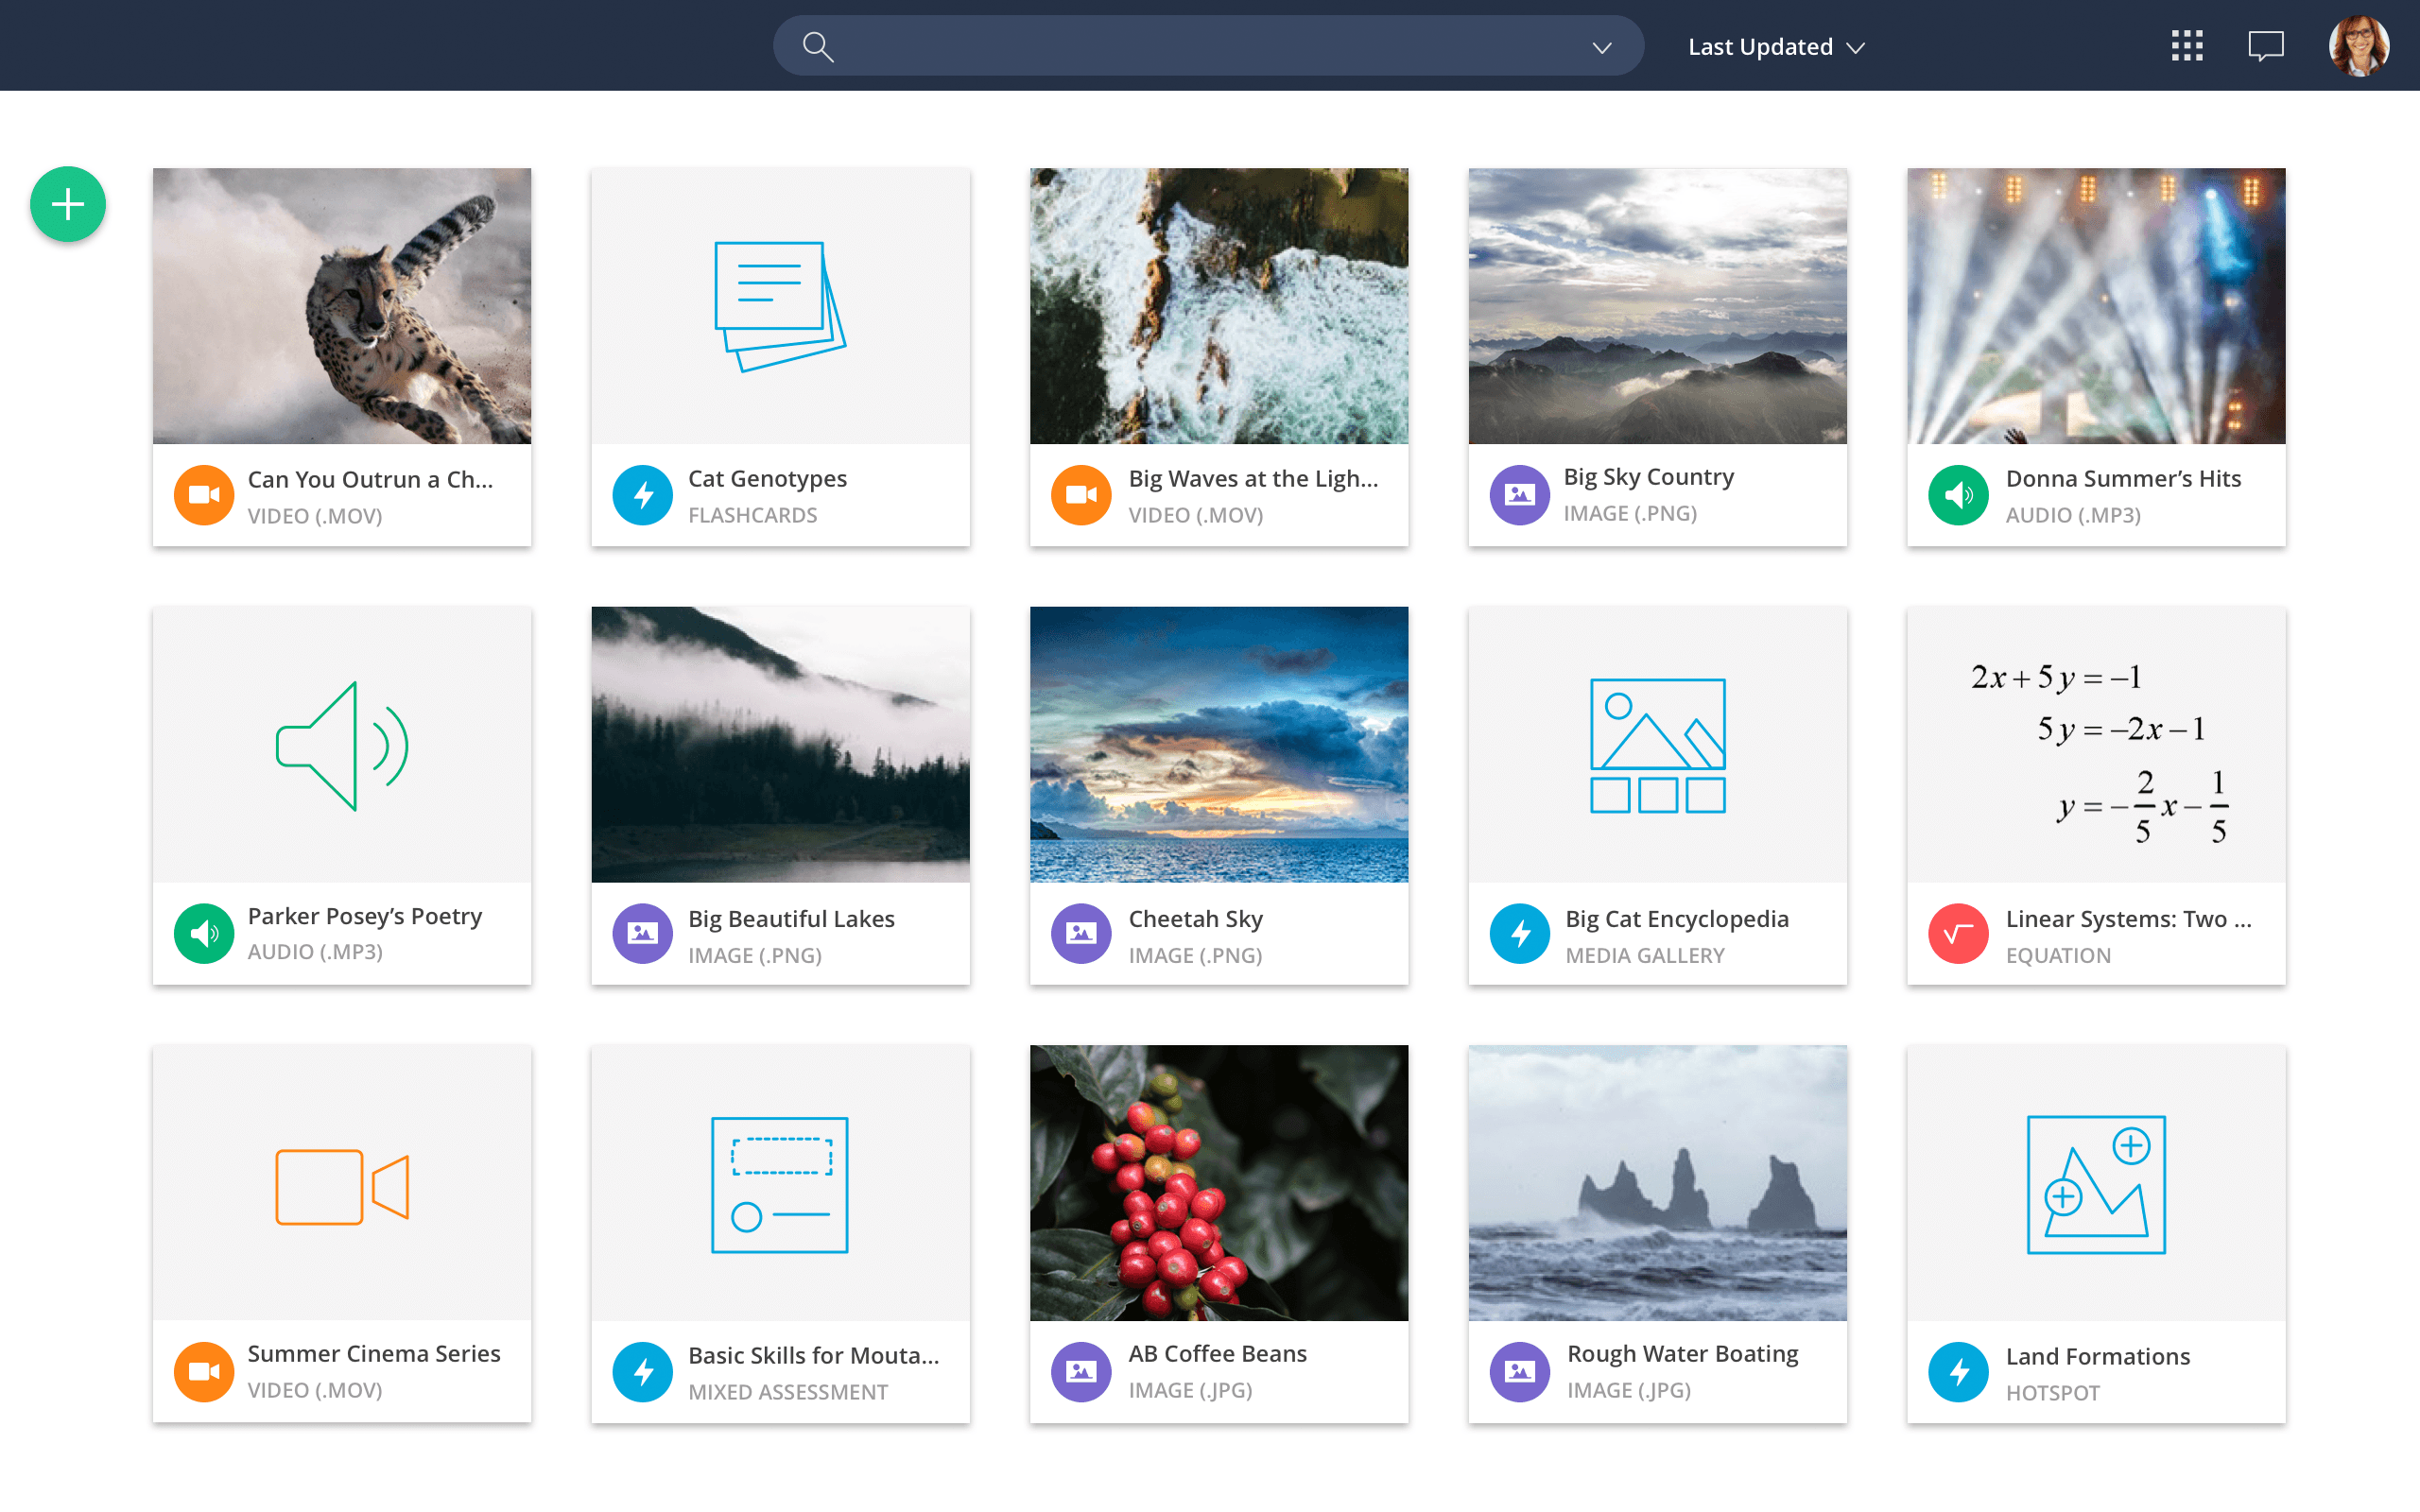 Last Updated
Can You Outrun a Ch...
VIDEO (.MOV)
Cat Genotypes
FLASHCARDS
Big Waves at the Ligh...
VIDEO (.MOV)
Big Sky Country
IMAGE (.PNG)
Donna Summer’s Hits
AUDIO (.MP3)
2x + 5y = –1
5y = –2x – 1
y = –2/5 x – 1/5
Parker Posey’s Poetry
AUDIO (.MP3)
Big Beautiful Lakes
IMAGE (.PNG)
Cheetah Sky
IMAGE (.PNG)
Big Cat Encyclopedia
MEDIA GALLERY
Linear Systems: Two ...
EQUATION
Summer Cinema Series
VIDEO (.MOV)
Basic Skills for Mouta...
MIXED ASSESSMENT
AB Coffee Beans
IMAGE (.JPG)
Rough Water Boating
IMAGE (.JPG)
Land Formations
HOTSPOT